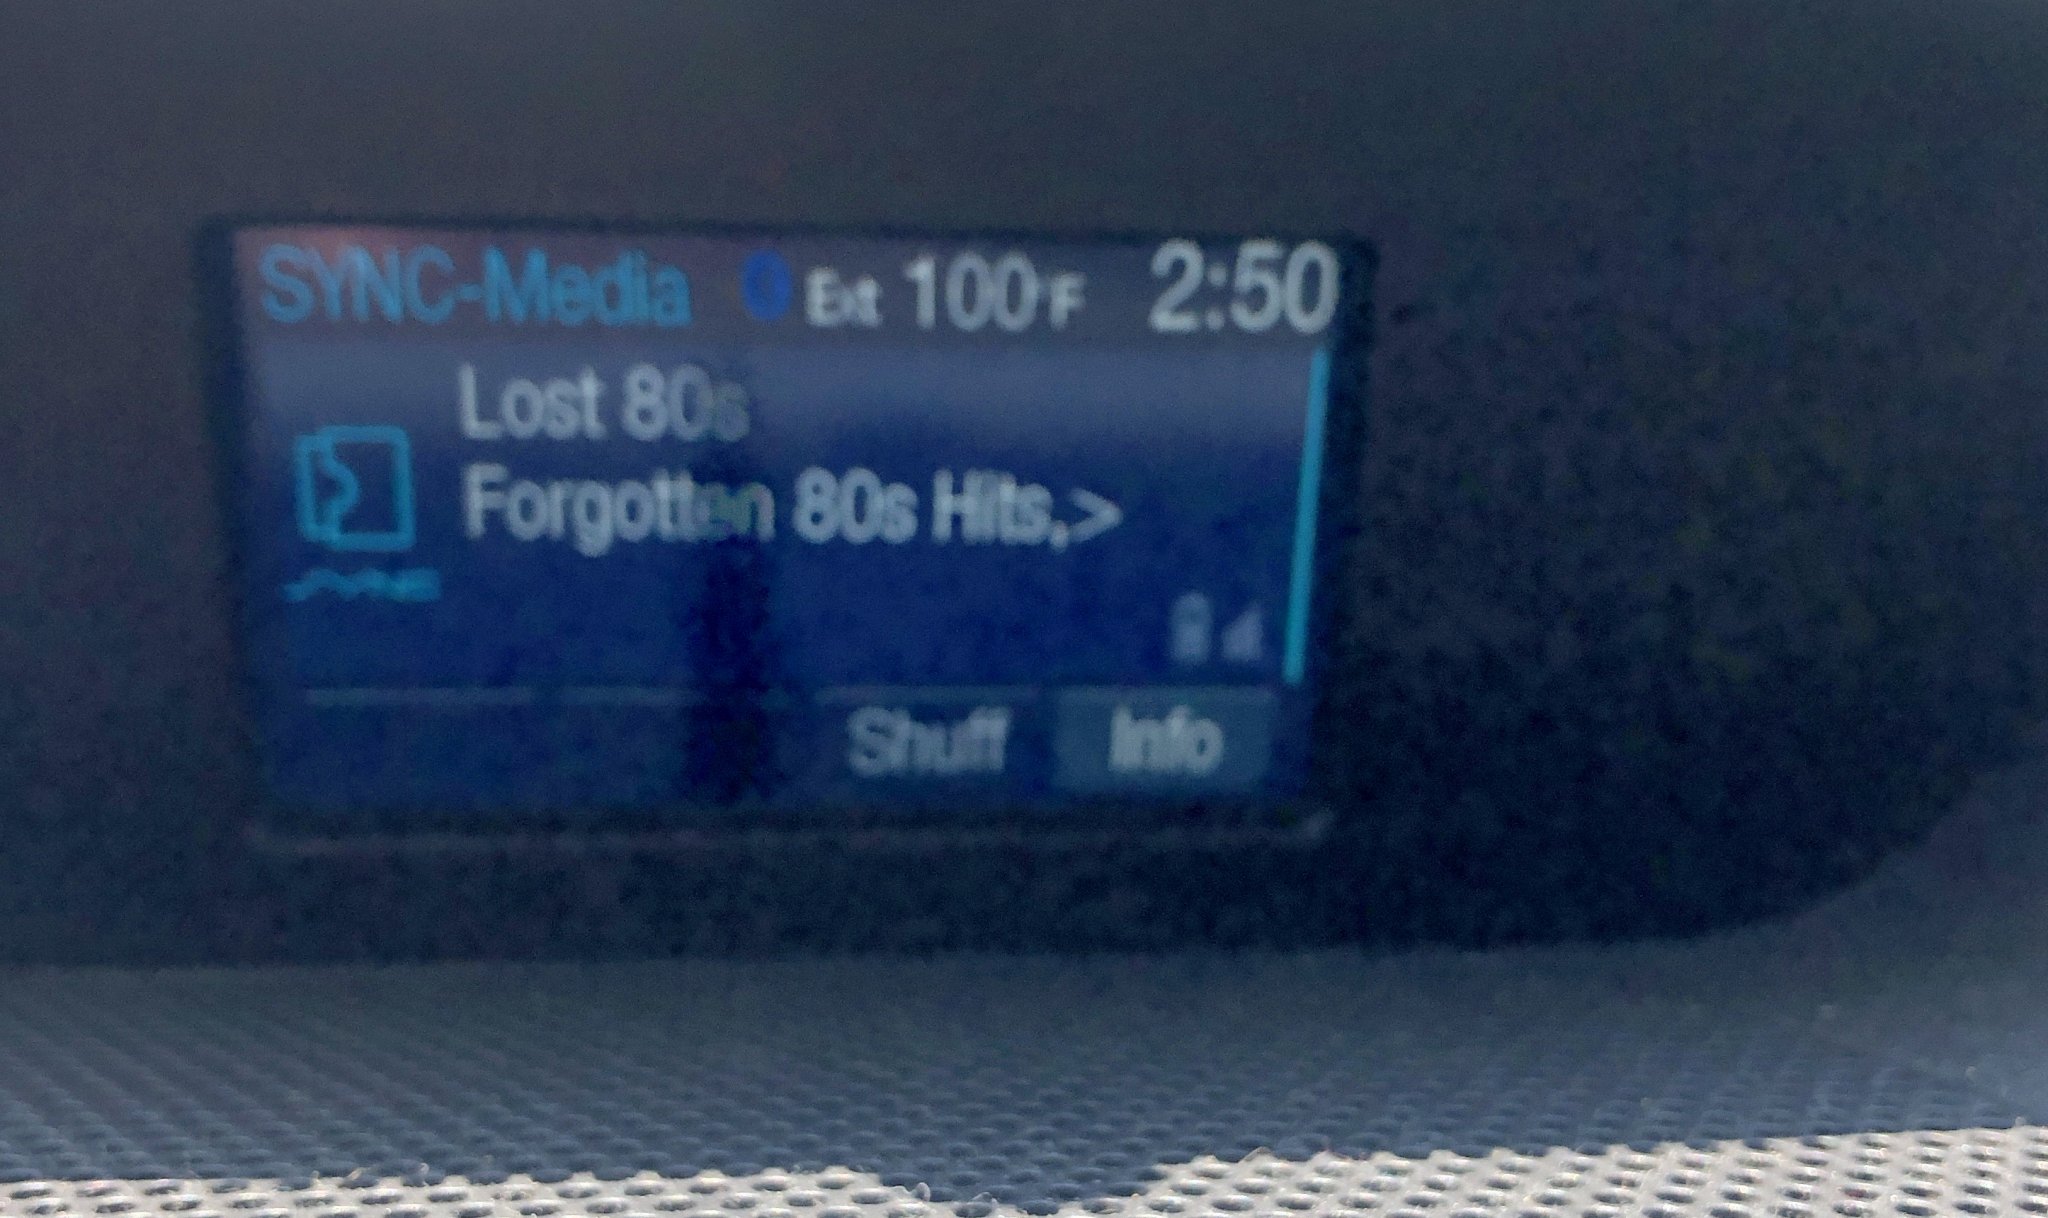 SYNC-Media Ext 100°F 2:50
Lost 80s
Forgotten 80s Hits,>
Shuff Info